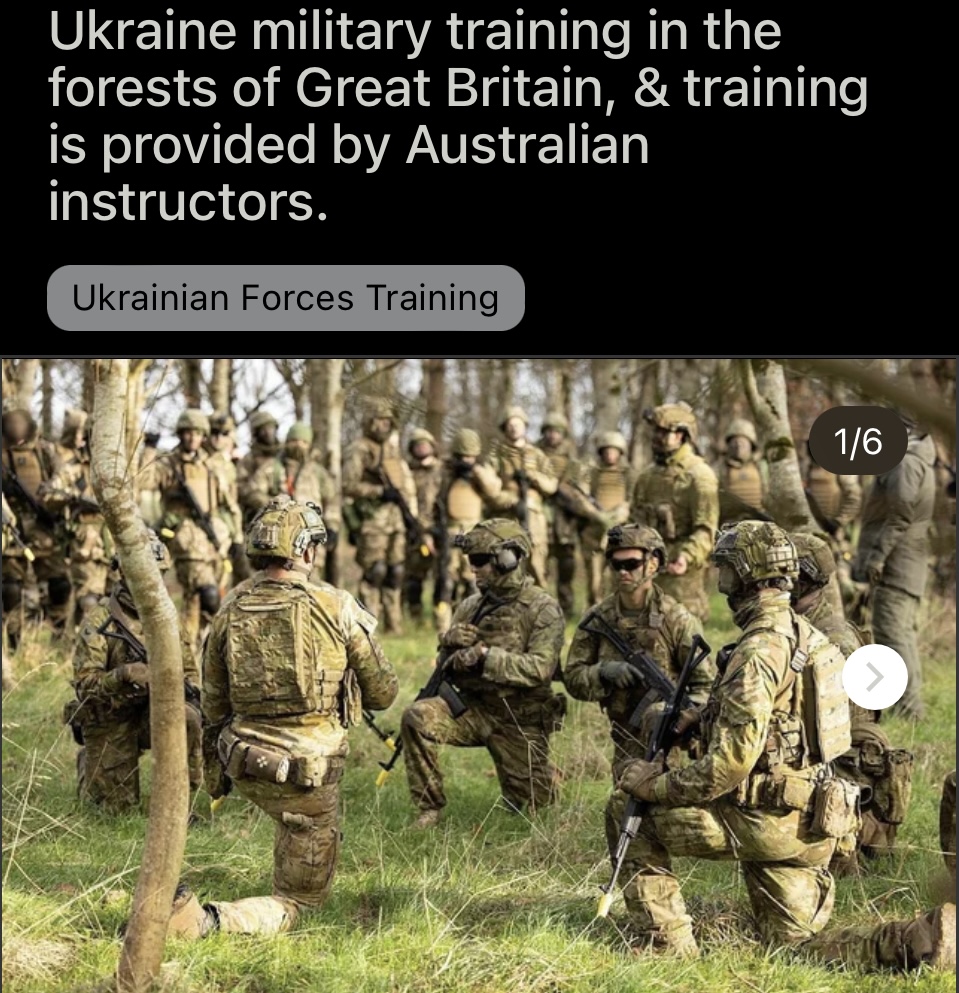 Ukraine military training in the
forests of Great Britain, & training
is provided by Australian
instructors.
Ukrainian Forces Training
1/6